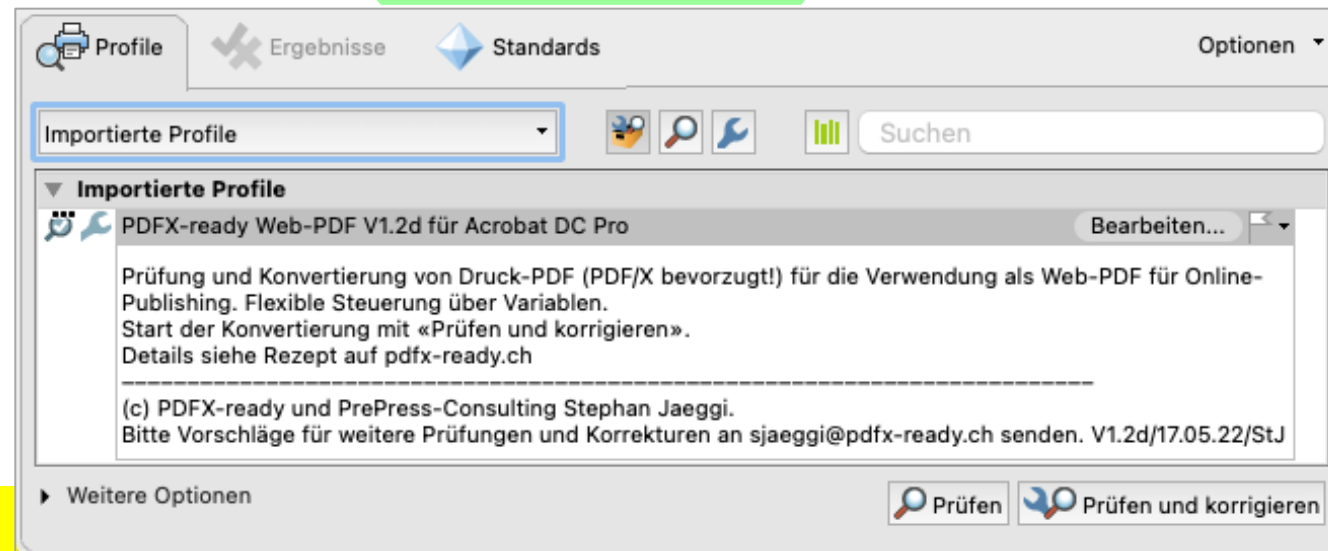 Profile Ergebnisse Standards Optionen
Importierte Profile Suchen
Importierte Profile
PDFX-ready Web-PDF V1.2d für Acrobat DC Pro Bearbeiten...
Prüfung und Konvertierung von Druck-PDF (PDF/X bevorzugt!) für die Verwendung als Web-PDF für Online-
Publishing. Flexible Steuerung über Variablen.
Start der Konvertierung mit «Prüfen und korrigieren».
Details siehe Rezept auf pdfx-ready.ch
(c) PDFX-ready und PrePress-Consulting Stephan Jaeggi.
Bitte Vorschläge für weitere Prüfungen und Korrekturen an sjaeggi@pdfx-ready.ch senden. V1.2d/17.05.22/StJ
Weitere Optionen Prüfen Prüfen und korrigieren